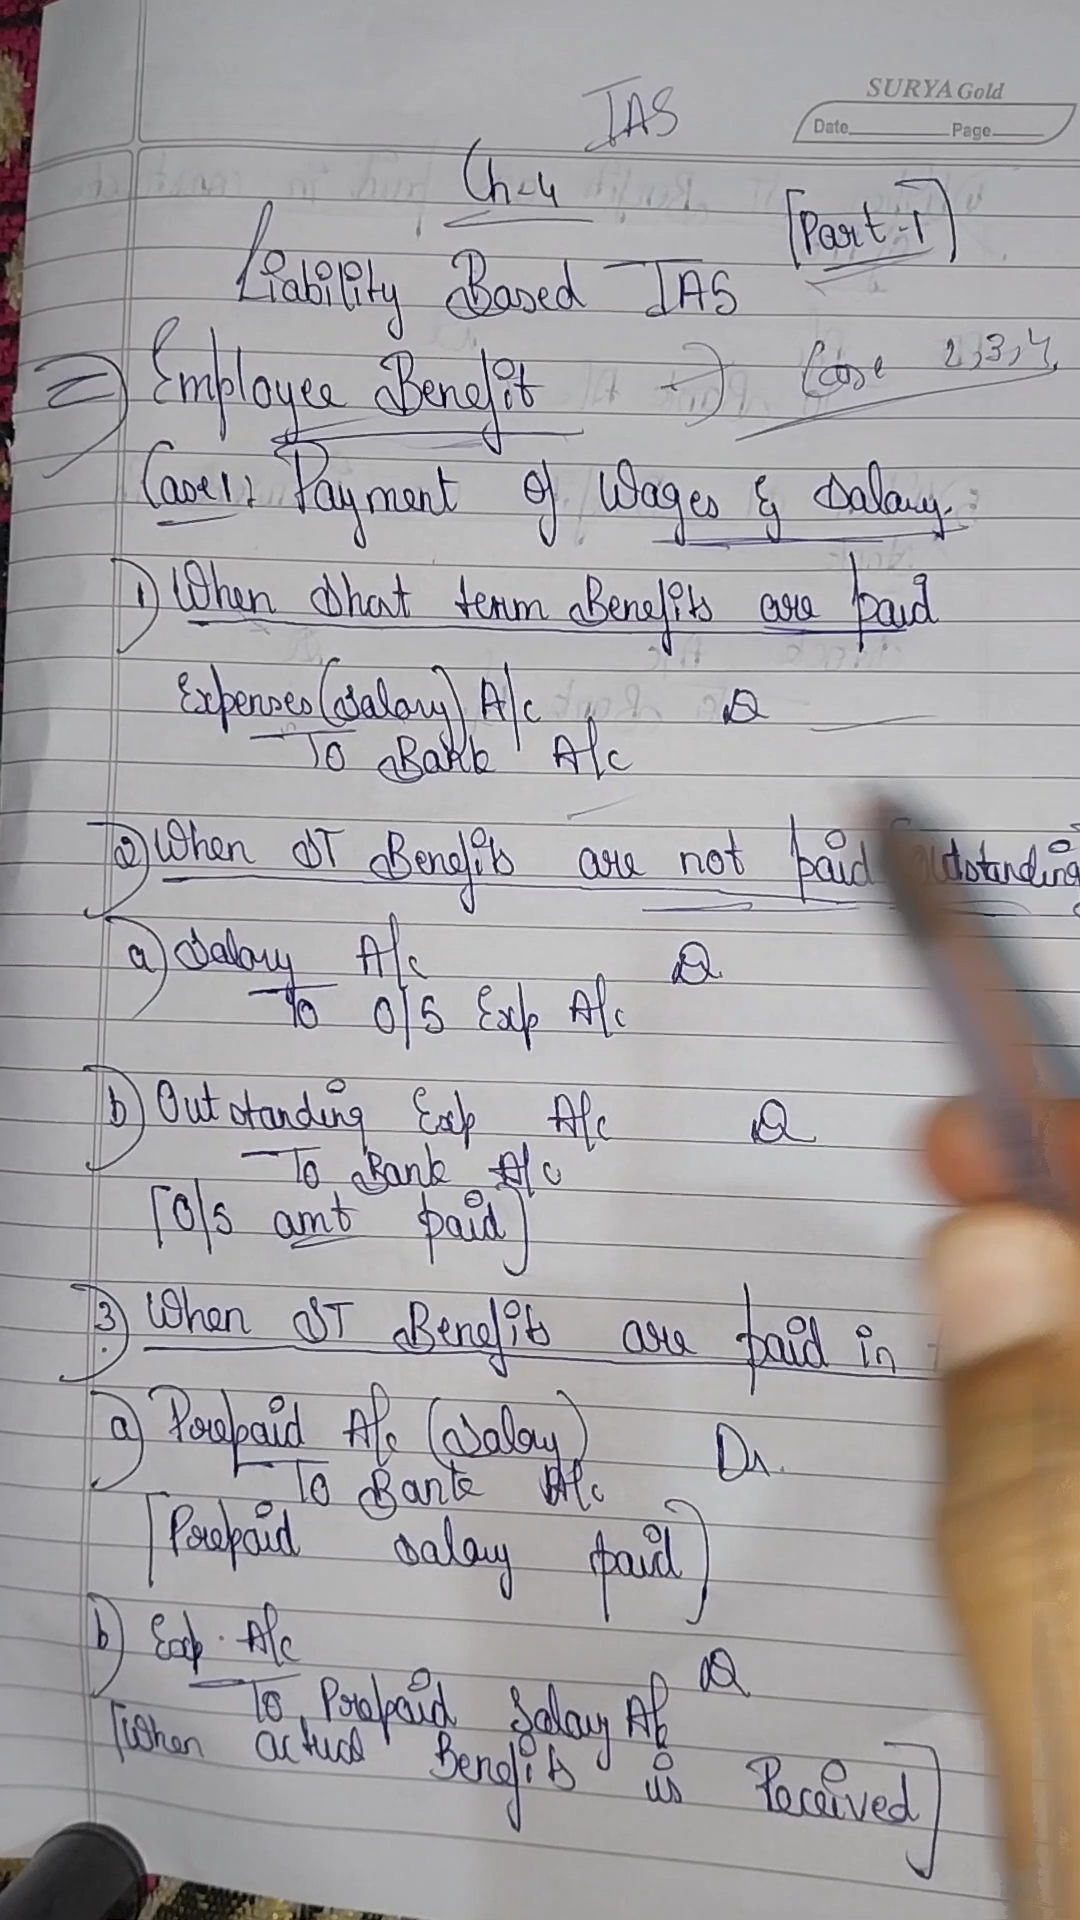 SURYA Gold
Date Page
IAS
Ch-4
[Part-1]
Liability Based IAS
Employee Benefit Case 2,3,4
Case1: Payment of Wages & Salary.
1) When Short term Benefits are paid
Expenses (Salary) A/c Dr
To Bank A/c
2) When ST Benefits are not paid outstanding
a) Salary A/c Dr
To O/S Exp A/c
b) Outstanding Exp A/c Dr
To Bank A/c
[O/S amt paid]
3) When ST Benefits are paid in
a) Prepaid A/c (Salary) Dr.
To Bank A/c
[Prepaid salary paid]
b) Exp. A/c Dr
To Prepaid Salary A/c
[When actual Benefits is Received]